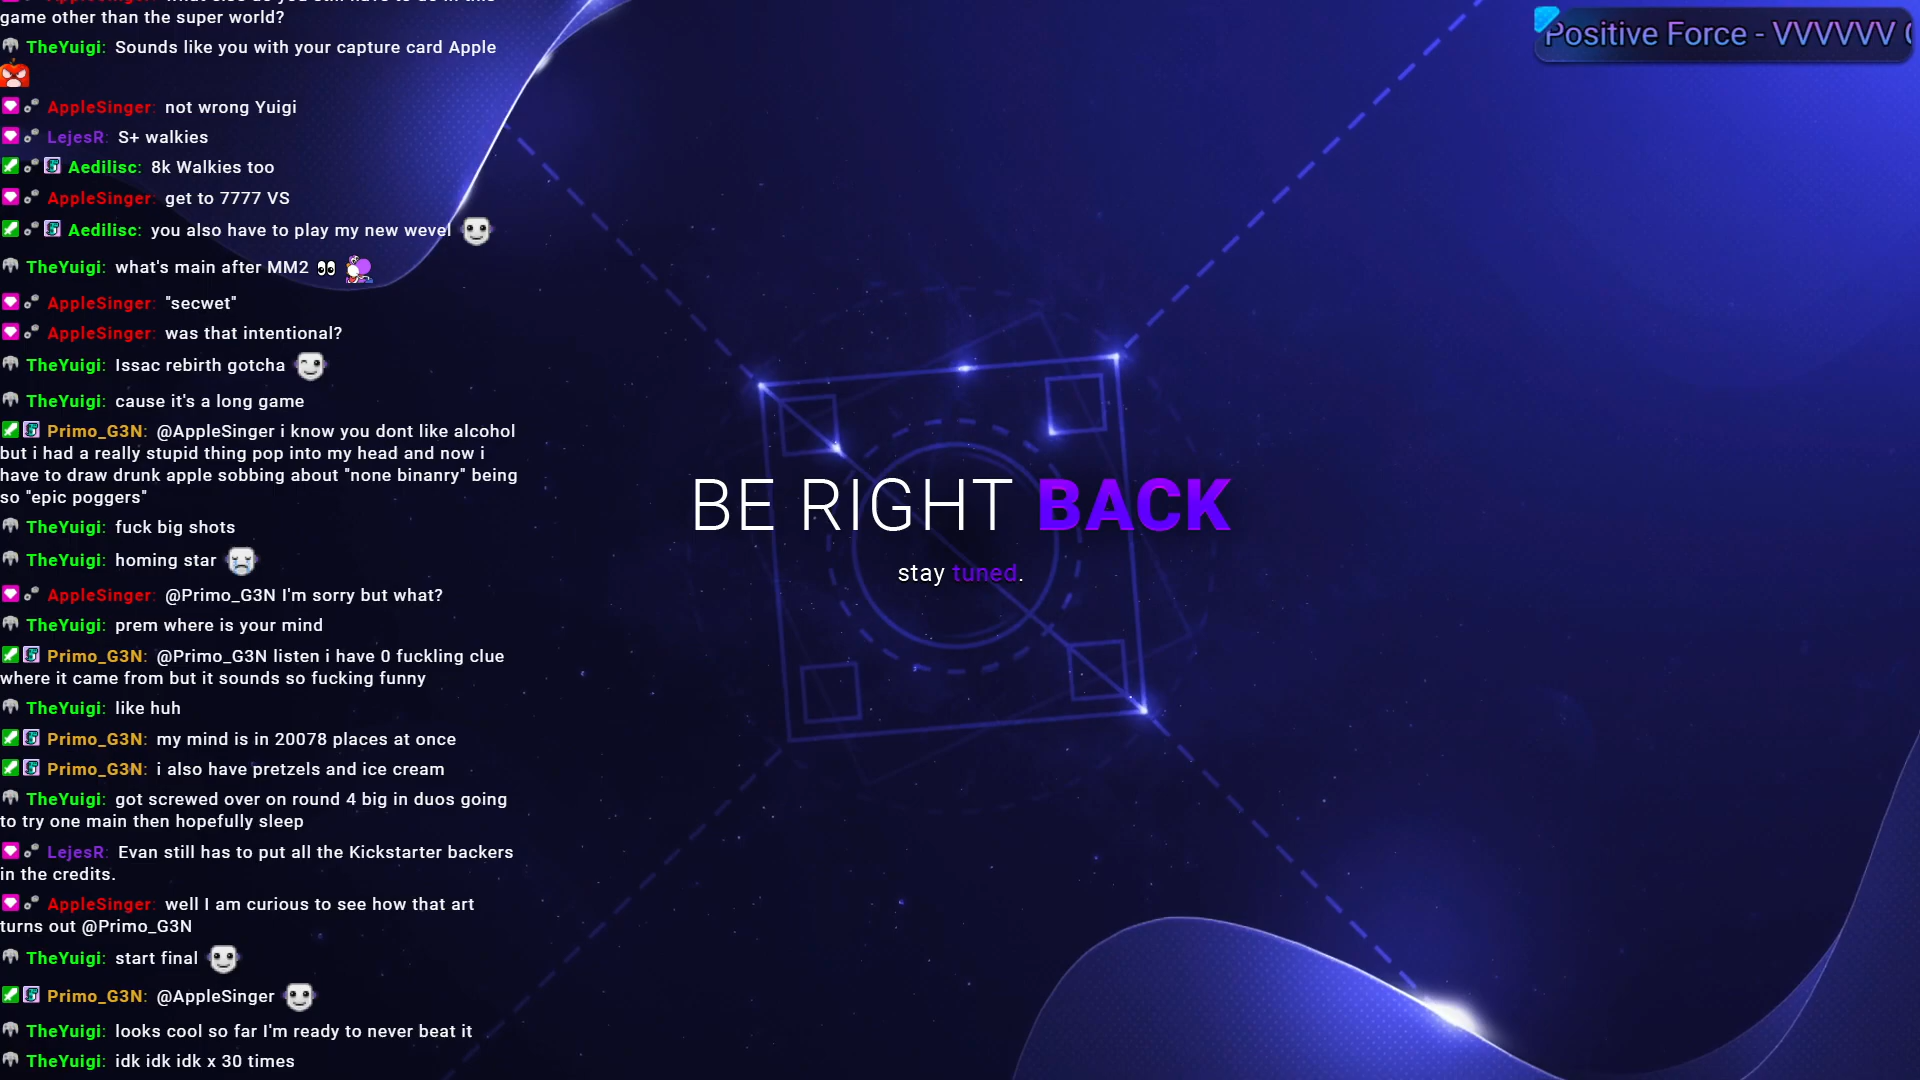 game other than the super world?
TheYuigi: Sounds like you with your capture card Apple
AppleSinger: not wrong Yuigi
LejesR: S+ walkies
Aedilisc: 8k Walkies too
AppleSinger: get to 7777 VS
Aedilisc: you also have to play my new wevel
TheYuigi: what's main after MM2
AppleSinger: "secwet"
AppleSinger: was that intentional?
TheYuigi: Issac rebirth gotcha
TheYuigi: cause it's a long game
Primo_G3N: @AppleSinger i know you dont like alcohol
but i had a really stupid thing pop into my head and now i
have to draw drunk apple sobbing about "none binanry" being
so "epic poggers"
TheYuigi: fuck big shots
TheYuigi: homing star
AppleSinger: @Primo_G3N I'm sorry but what?
TheYuigi: prem where is your mind
Primo_G3N: @Primo_G3N listen i have 0 fuckling clue
where it came from but it sounds so fucking funny
TheYuigi: like huh
Primo_G3N: my mind is in 20078 places at once
Primo_G3N: i also have pretzels and ice cream
TheYuigi: got screwed over on round 4 big in duos going
to try one main then hopefully sleep
LejesR: Evan still has to put all the Kickstarter backers
in the credits.
AppleSinger: well I am curious to see how that art
turns out @Primo_G3N
TheYuigi: start final
Primo_G3N: @AppleSinger
TheYuigi: looks cool so far I'm ready to never beat it
TheYuigi: idk idk idk x 30 times
BE RIGHT BACK
stay tuned.
Positive Force - VVVVVV